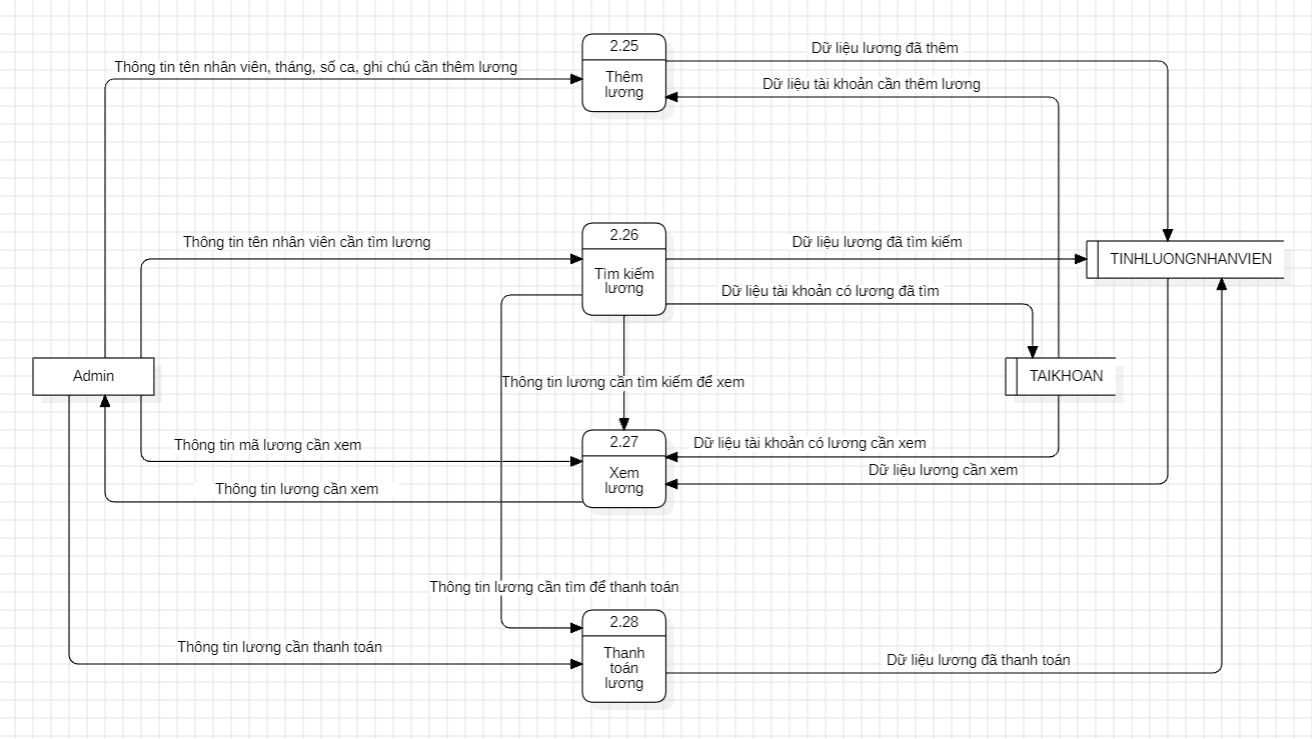 2.25
Dữ liệu lương đã thêm
Thông tin tên nhân viên, tháng, số ca, ghi chú cần thêm lương
Thêm
lương
Dữ liệu tài khoản cần thêm lương
2.26
Thông tin tên nhân viên cần tìm lương
Dữ liệu lương đã tìm kiếm
TINHLUONGNHANVIEN
Tìm kiếm
lương
Dữ liệu tài khoản có lương đã tìm
Admin
TAIKHOAN
Thông tin lương cần tìm kiếm để xem
2.27
Thông tin mã lương cần xem
Dữ liệu tài khoản có lương cần xem
Xem
lương
Dữ liệu lương cần xem
Thông tin lương cần xem
Thông tin lương cần tìm để thanh toán
2.28
Thông tin lương cần thanh toán
Thanh
toán
lương
Dữ liệu lương đã thanh toán